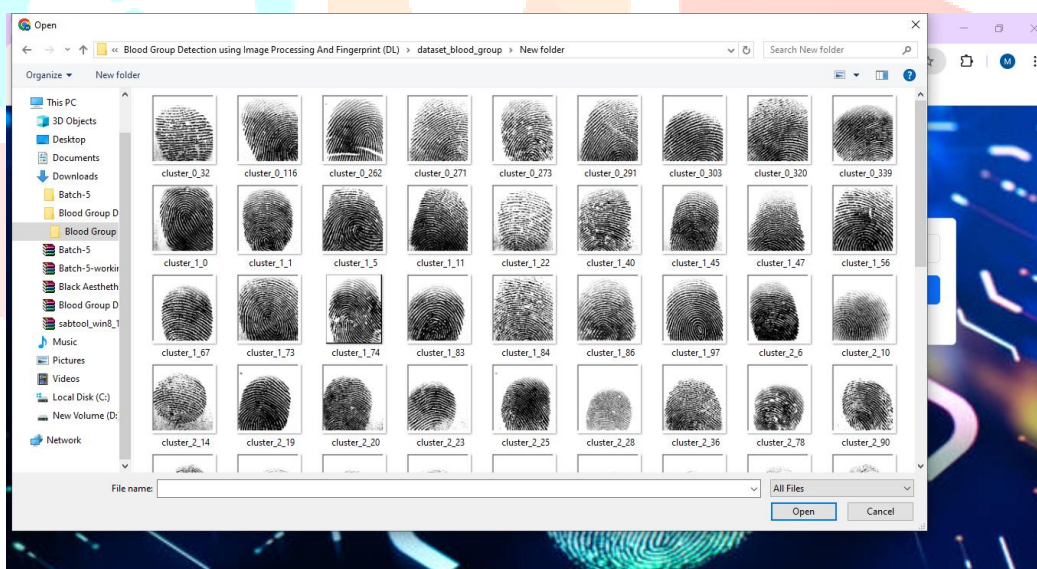 Open
« Blood Group Detection using Image Processing And Fingerprint (DL) > dataset_blood_group > New folder
Search New folder
Organize
New folder
M
This PC
3D Objects
Desktop
Documents
Downloads
Batch-5
Blood Group D
Blood Group
Batch-5
Batch-5-workin
Black Aestheth
Blood Group D
sabtool_win8_1
Music
Pictures
Videos
Local Disk (C:)
New Volume (D:
Network
cluster_0_32 cluster_0_116 cluster_0_262 cluster_0_271 cluster_0_273 cluster_0_291 cluster_0_303 cluster_0_320 cluster_0_339
cluster_1_0 cluster_1_1 cluster_1_5 cluster_1_11 cluster_1_22 cluster_1_40 cluster_1_45 cluster_1_47 cluster_1_56
cluster_1_67 cluster_1_73 cluster_1_74 cluster_1_83 cluster_1_84 cluster_1_86 cluster_1_97 cluster_2_6 cluster_2_10
cluster_2_14 cluster_2_19 cluster_2_20 cluster_2_23 cluster_2_25 cluster_2_28 cluster_2_36 cluster_2_78 cluster_2_90
File name:
All Files
Open
Cancel